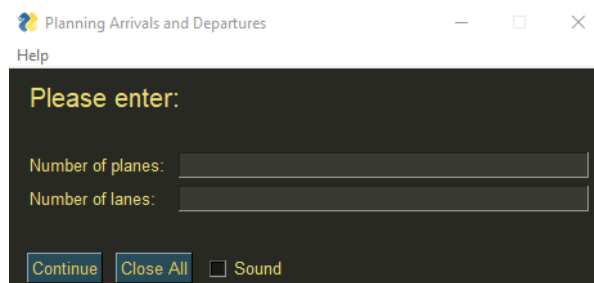 Planning Arrivals and Departures
Help
Please enter:
Number of planes:
Number of lanes:
Continue Close All Sound